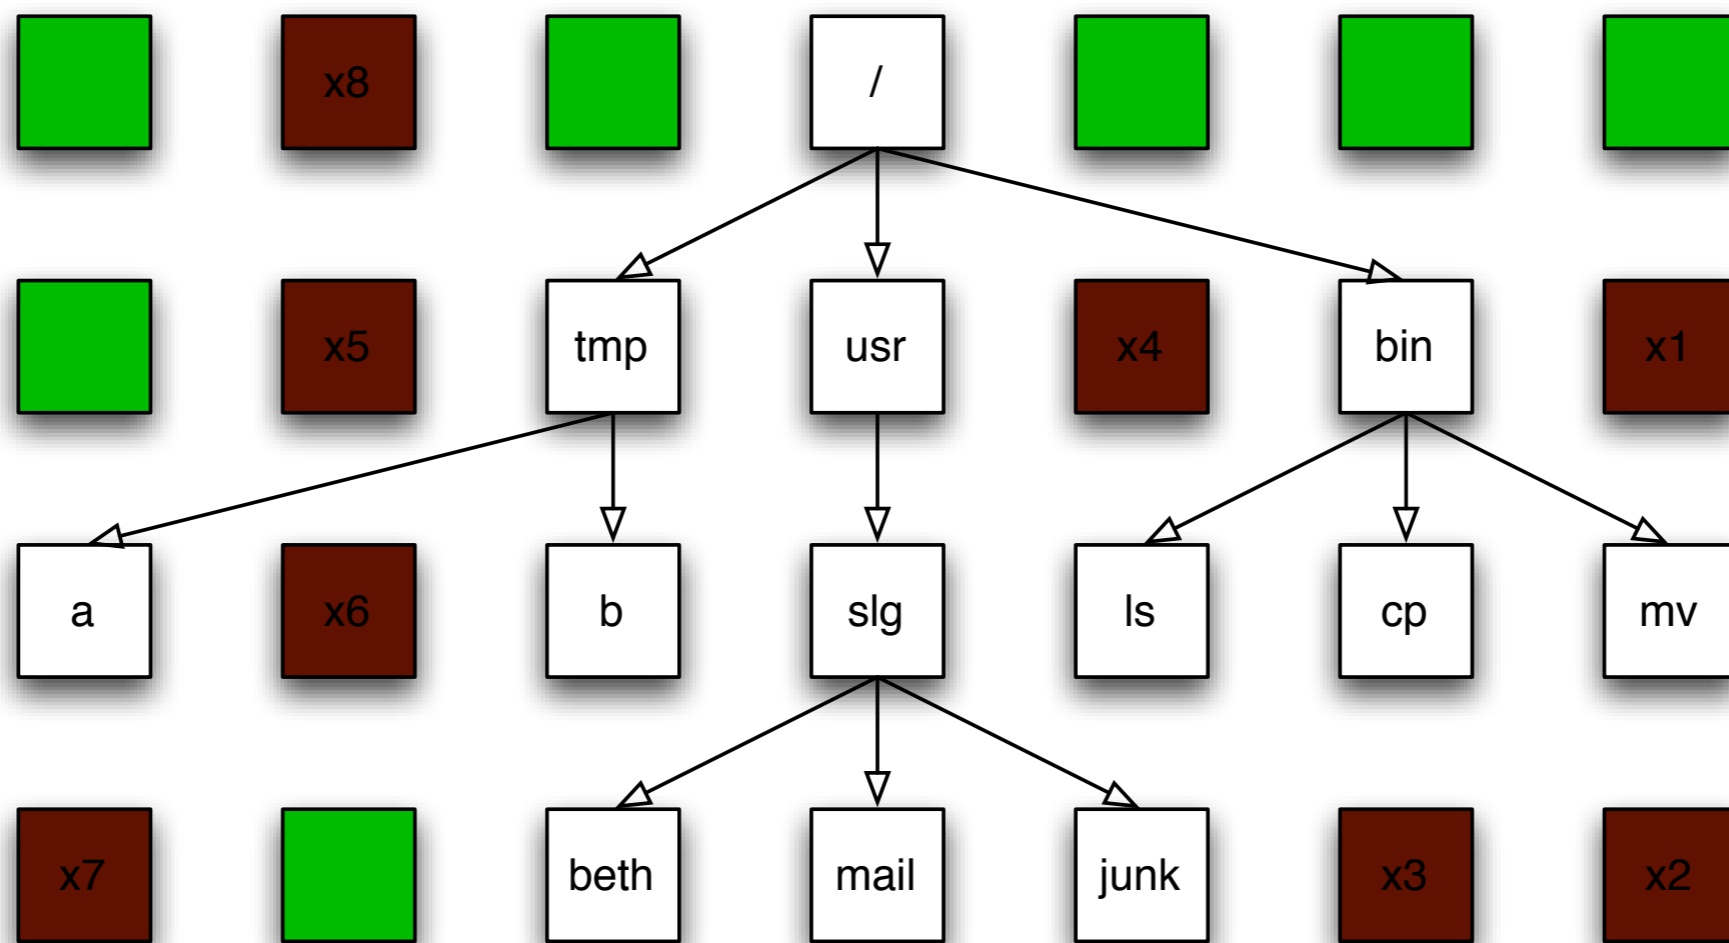 x8 /
x5 tmp usr x4 bin x1
a x6 b slg ls cp mv
x7 beth mail junk x3 x2